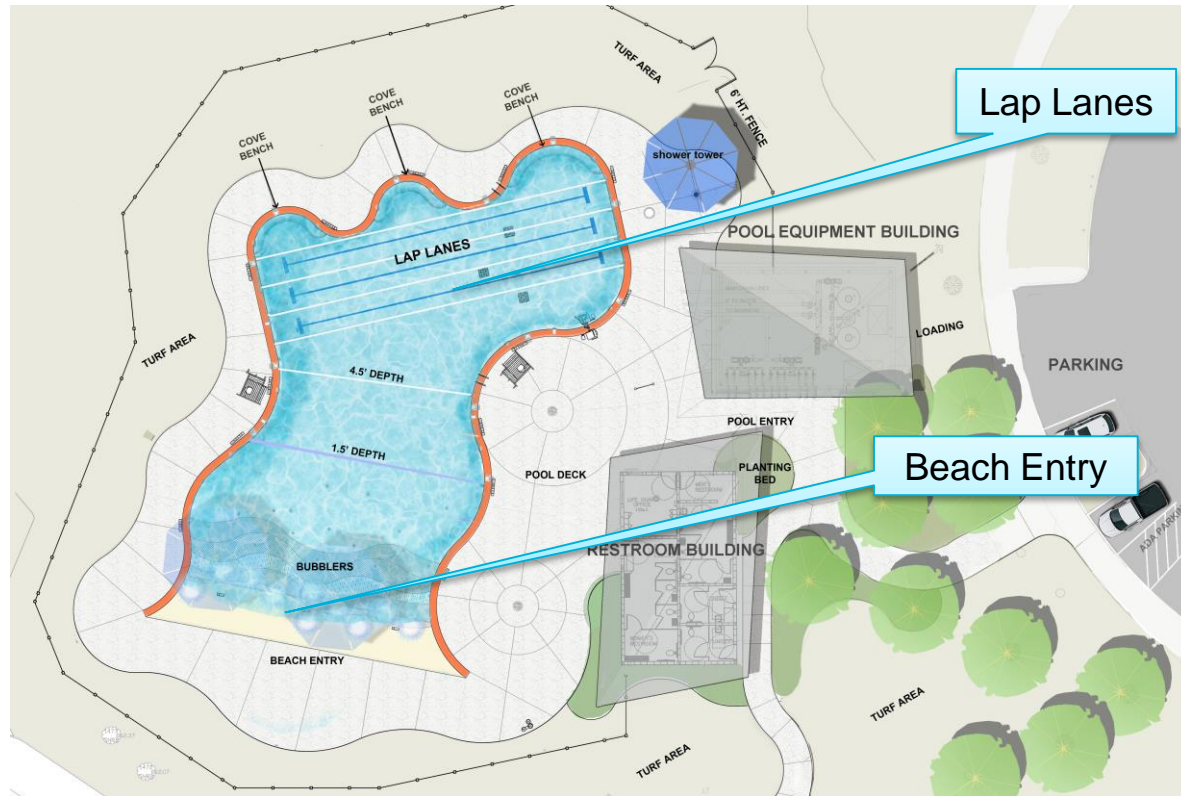 TURF AREA
COVE
BENCH
COVE
BENCH
COVE
BENCH
6' HT. FENCE
Lap Lanes
shower tower
LAP LANES
POOL EQUIPMENT BUILDING
LOADING
TURF AREA
PARKING
4.5' DEPTH
POOL ENTRY
1.5' DEPTH
POOL DECK
PLANTING
BED
Beach Entry
ADA PARKING
RESTROOM BUILDING
BUBBLERS
BEACH ENTRY
TURF AREA
TURF AREA